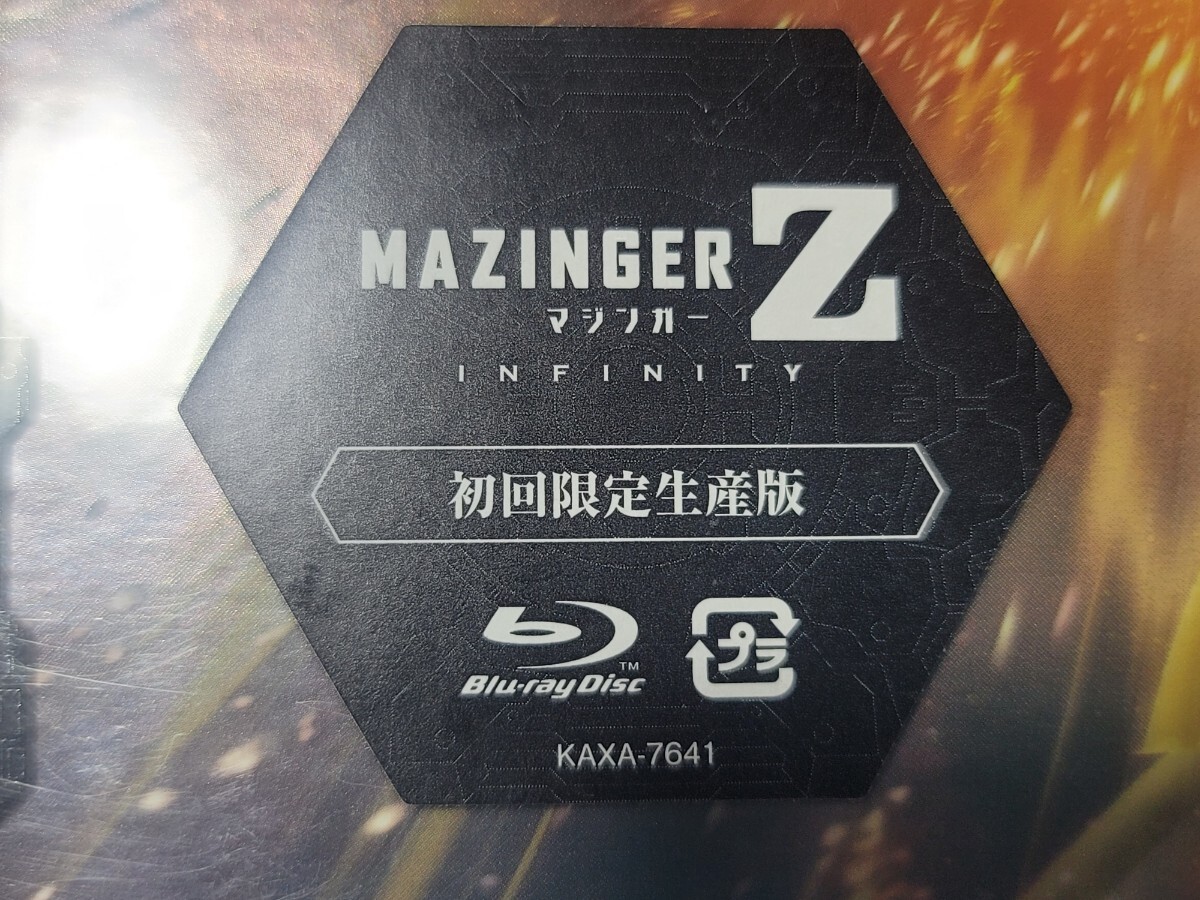 MAZINGER Z
マジンガー
INFINITY
初回限定生産版
Blu-ray Disc™
プラ
KAXA-7641